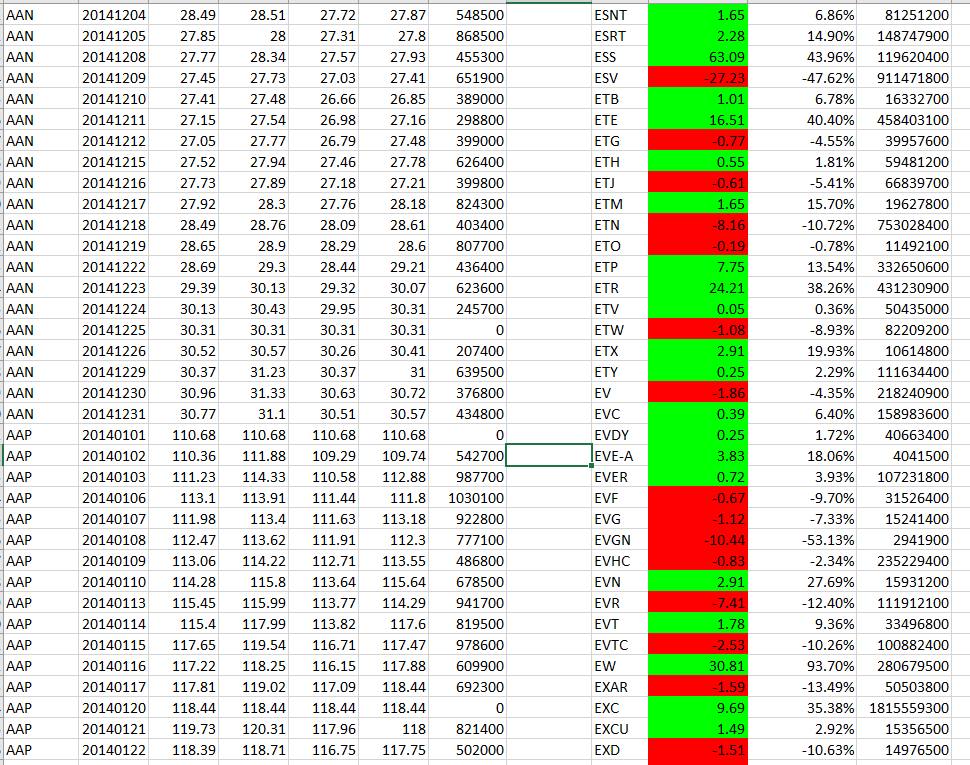 AAN 20141204 28.49 28.51 27.72 27.87 548500 ESNT 1.65 6.86% 81251200
AAN 20141205 27.85 28 27.31 27.8 868500 ESRT 2.28 14.90% 148747900
AAN 20141208 27.77 28.34 27.57 27.93 455300 ESS 63.09 43.96% 119620400
AAN 20141209 27.45 27.73 27.03 27.41 651900 ESV -27.23 -47.62% 911471800
AAN 20141210 27.41 27.48 26.66 26.85 389000 ETB 1.01 6.78% 16332700
AAN 20141211 27.15 27.54 26.98 27.16 298800 ETE 16.51 40.40% 458403100
AAN 20141212 27.05 27.77 26.79 27.48 399000 ETG -0.77 -4.55% 39957600
AAN 20141215 27.52 27.94 27.46 27.78 626400 ETH 0.55 1.81% 59481200
AAN 20141216 27.73 27.89 27.18 27.21 399800 ETJ -0.61 -5.41% 66839700
AAN 20141217 27.92 28.3 27.76 28.18 824300 ETM 1.65 15.70% 19627800
AAN 20141218 28.49 28.76 28.09 28.61 403400 ETN -8.16 -10.72% 753028400
AAN 20141219 28.65 28.9 28.29 28.6 807700 ETO -0.19 -0.78% 11492100
AAN 20141222 28.69 29.3 28.44 29.21 436400 ETP 7.75 13.54% 332650600
AAN 20141223 29.39 30.13 29.32 30.07 623600 ETR 24.21 38.26% 431230900
AAN 20141224 30.13 30.43 29.95 30.31 245700 ETV 0.05 0.36% 50435000
AAN 20141225 30.31 30.31 30.31 30.31 0 ETW -1.08 -8.93% 82209200
AAN 20141226 30.52 30.57 30.26 30.41 207400 ETX 2.91 19.93% 10614800
AAN 20141229 30.37 31.23 30.37 31 639500 ETY 0.25 2.29% 111634400
AAN 20141230 30.96 31.33 30.63 30.72 376800 EV -1.86 -4.35% 218240900
AAN 20141231 30.77 31.1 30.51 30.57 434800 EVC 0.39 6.40% 158983600
AAP 20140101 110.68 110.68 110.68 110.68 0 EVDY 0.25 1.72% 40663400
AAP 20140102 110.36 111.88 109.29 109.74 542700 EVE-A 3.83 18.06% 4041500
AAP 20140103 111.23 114.33 110.58 112.88 987700 EVER 0.72 3.93% 107231800
AAP 20140106 113.1 113.91 111.44 111.8 1030100 EVF -0.67 -9.70% 31526400
AAP 20140107 111.98 113.4 111.63 113.18 922800 EVG -1.12 -7.33% 15241400
AAP 20140108 112.47 113.62 111.91 112.3 777100 EVGN -10.44 -53.13% 2941900
AAP 20140109 113.06 114.22 112.71 113.55 486800 EVHC -0.83 -2.34% 235229400
AAP 20140110 114.28 115.8 113.64 115.64 678500 EVN 2.91 27.69% 15931200
AAP 20140113 115.45 115.99 113.77 114.29 941700 EVR -7.41 -12.40% 111912100
AAP 20140114 115.4 117.99 113.82 117.6 819500 EVT 1.78 9.36% 33496800
AAP 20140115 117.65 119.54 116.71 117.47 978600 EVTC -2.53 -10.26% 100882400
AAP 20140116 117.22 118.25 116.15 117.88 609900 EW 30.81 93.70% 280679500
AAP 20140117 117.81 119.02 117.09 118.44 692300 EXAR -1.59 -13.49% 50503800
AAP 20140120 118.44 118.44 118.44 118.44 0 EXC 9.69 35.38% 1815559300
AAP 20140121 119.73 120.31 117.96 118 821400 EXCU 1.49 2.92% 15356500
AAP 20140122 118.39 118.71 116.75 117.75 502000 EXD -1.51 -10.63% 14976500